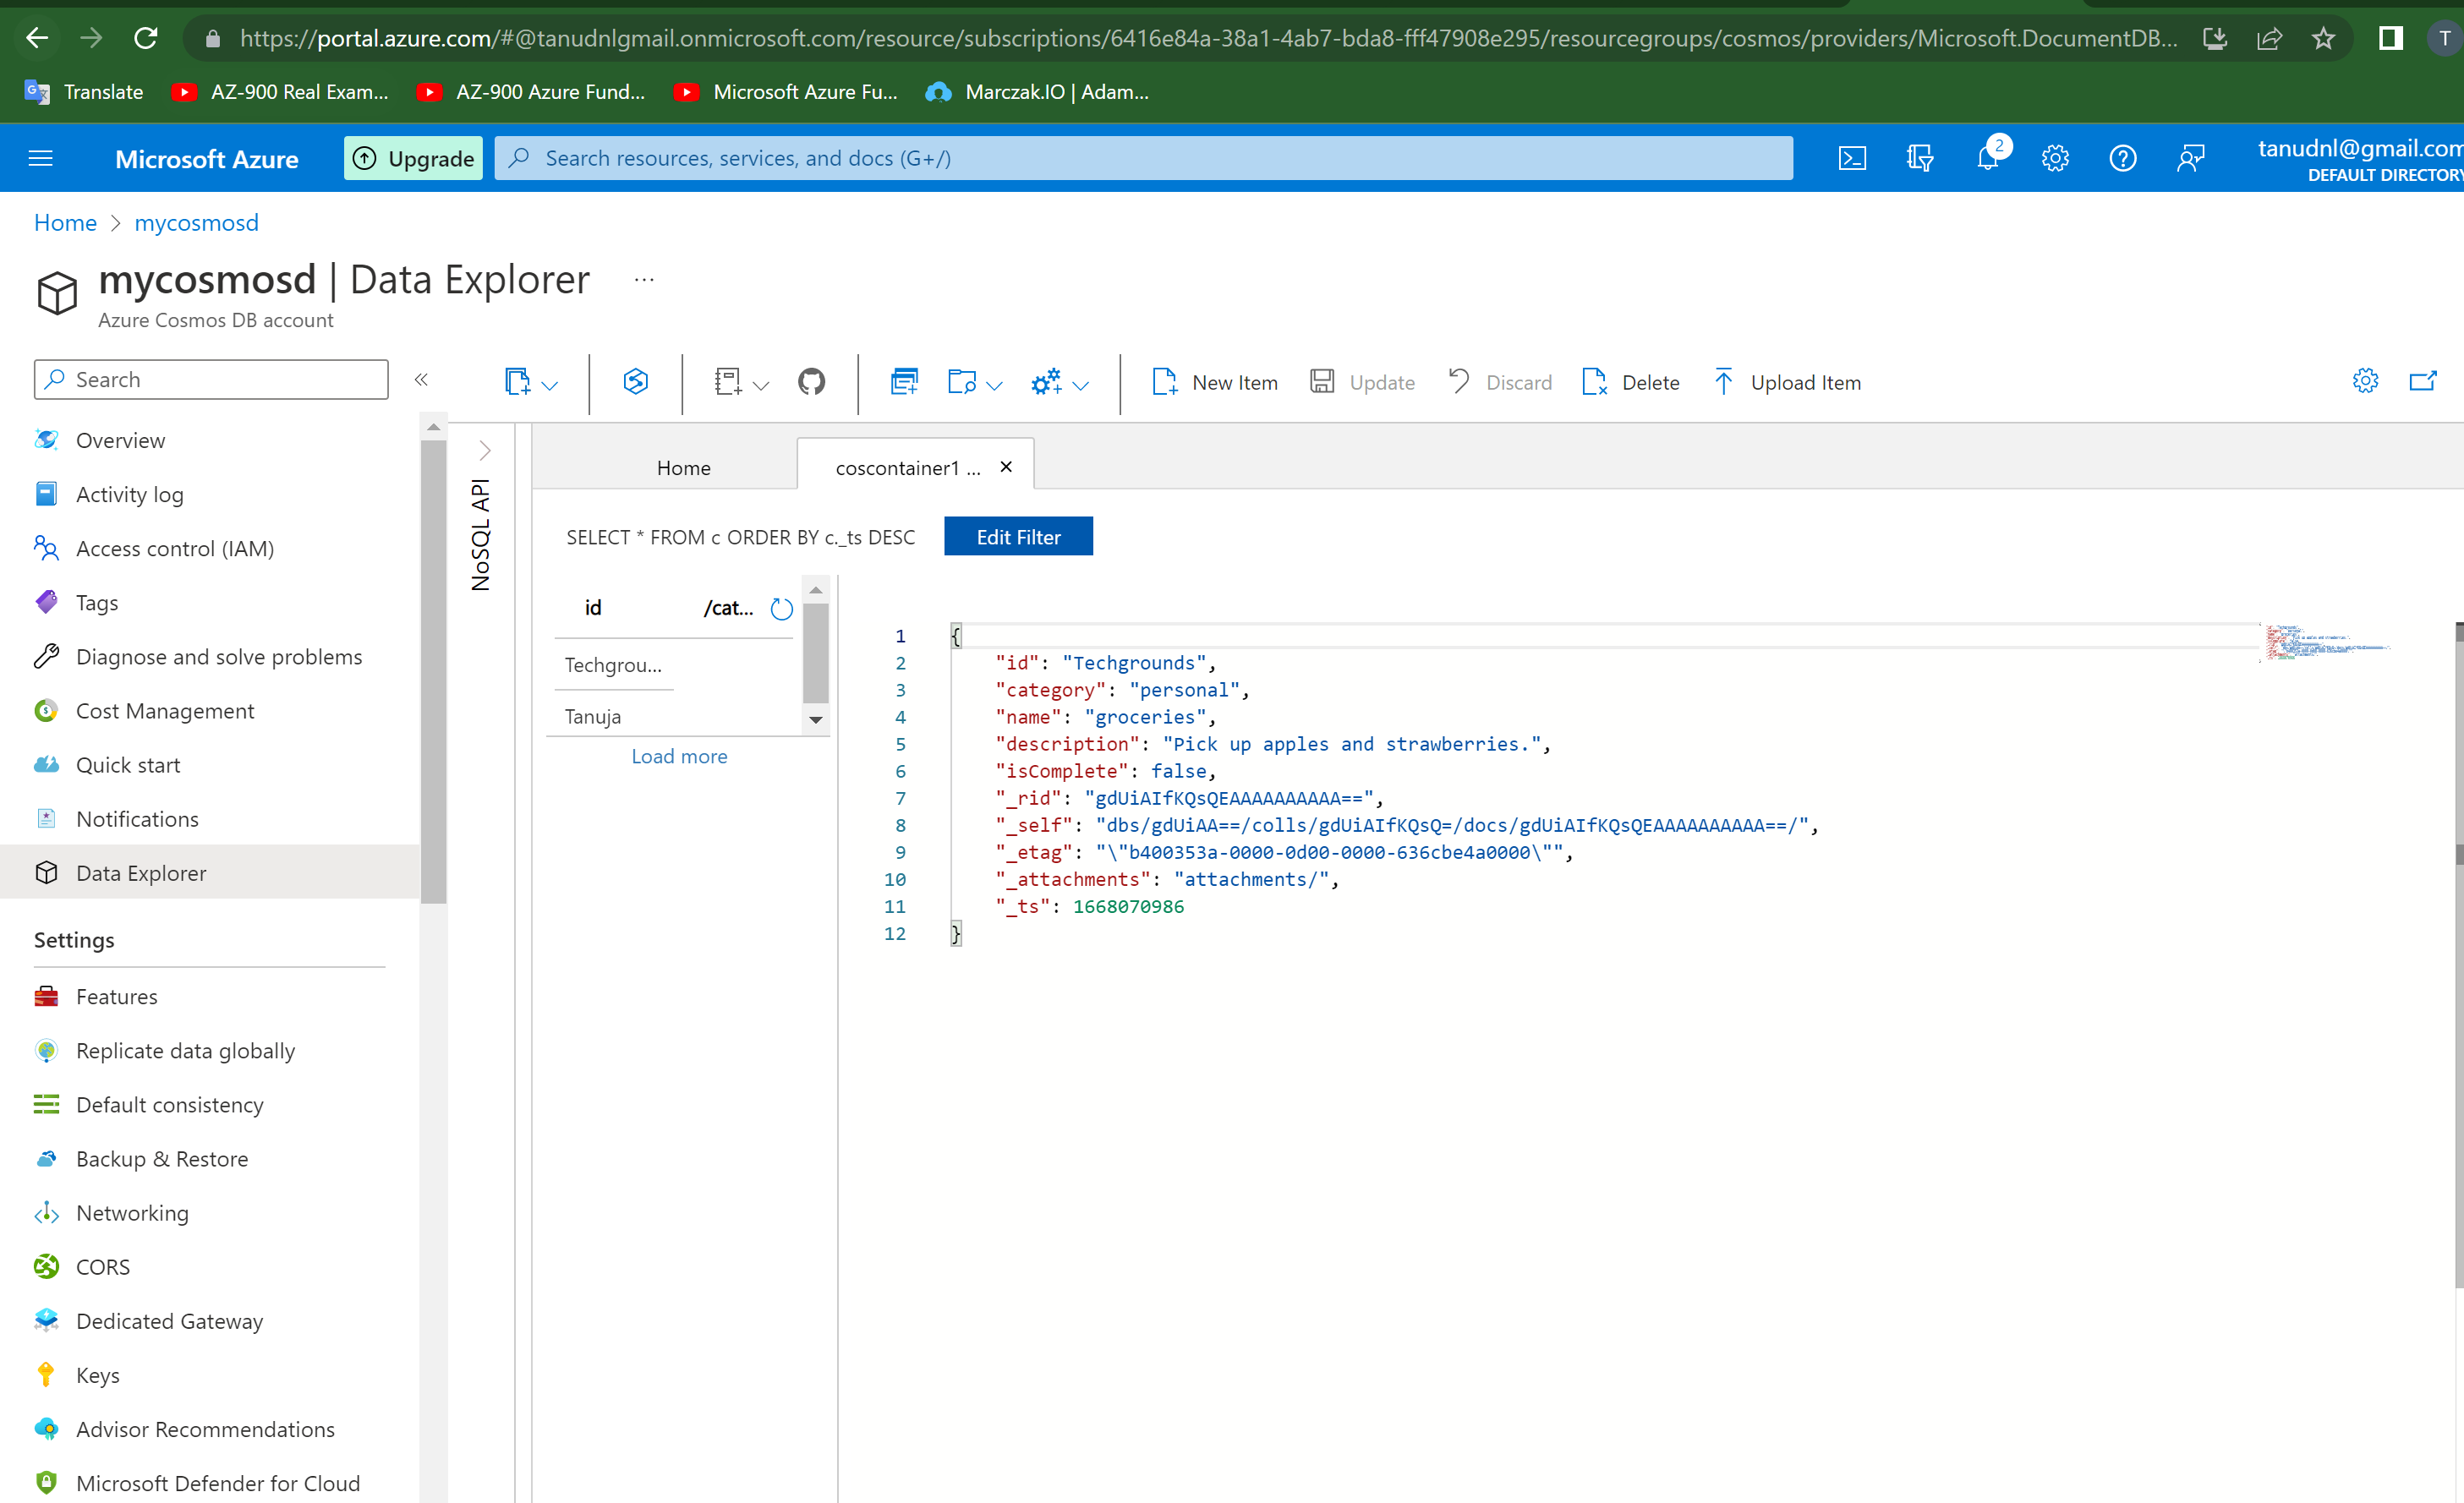 https://portal.azure.com/#@tanudnlgmail.onmicrosoft.com/resource/subscriptions/6416e84a-38a1-4ab7-bda8-fff47908e295/resourcegroups/cosmos/providers/Microsoft.DocumentDB...
T
Translate
AZ-900 Real Exam...
AZ-900 Azure Fund...
Microsoft Azure Fu...
Marczak.IO | Adam...
Microsoft Azure
Upgrade
Search resources, services, and docs (G+/)
2
tanudnl@gmail.com
DEFAULT DIRECTORY
Home > mycosmosd
mycosmosd | Data Explorer ...
Azure Cosmos DB account
Search
«
New Item
Update
Discard
Delete
Upload Item
Overview
Activity log
Access control (IAM)
Tags
Diagnose and solve problems
Cost Management
Quick start
Notifications
Data Explorer
Settings
Features
Replicate data globally
Default consistency
Backup & Restore
Networking
CORS
Dedicated Gateway
Keys
Advisor Recommendations
Microsoft Defender for Cloud
NoSQL API
Home
coscontainer1 ...
SELECT * FROM c ORDER BY c._ts DESC
Edit Filter
id /cat...
Techgrou...
Tanuja
Load more
1 {
2 "id": "Techgrounds",
3 "category": "personal",
4 "name": "groceries",
5 "description": "Pick up apples and strawberries.",
6 "isComplete": false,
7 "_rid": "gdUiAIfKQsQEAAAAAAAAAA==",
8 "_self": "dbs/gdUiAA==/colls/gdUiAIfKQsQ=/docs/gdUiAIfKQsQEAAAAAAAAAA==/",
9 "_etag": "\"b400353a-0000-0d00-0000-636cbe4a0000\"",
10 "_attachments": "attachments/",
11 "_ts": 1668070986
12 }